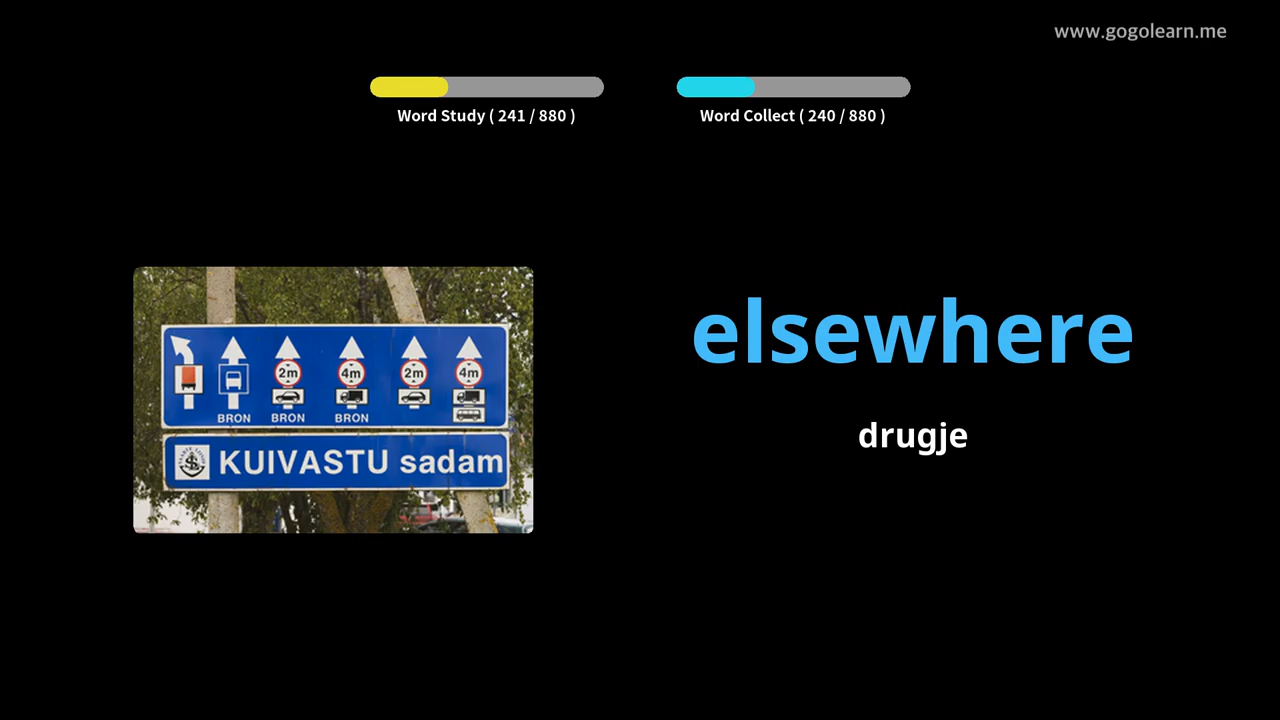 www.gogolearn.me
Word Study ( 241 / 880 )
Word Collect ( 240 / 880 )
elsewhere
drugje
2m
4m
2m
4m
BRON
BRON
BRON
KUIVASTU sadam